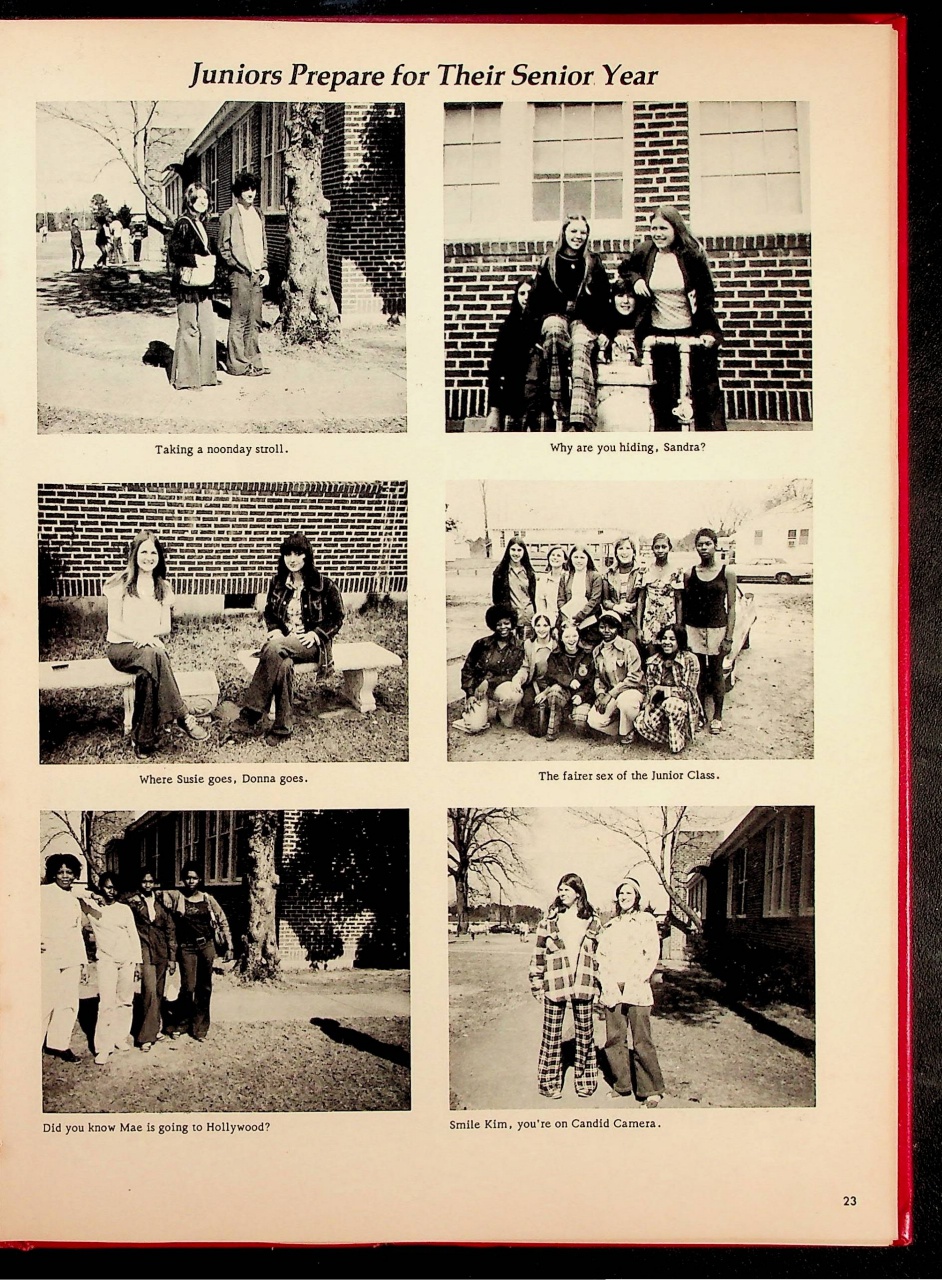 Juniors Prepare for Their Senior Year
Taking a noonday stroll.
Why are you hiding, Sandra?
Where Susie goes, Donna goes.
The fairer sex of the Junior Class.
Did you know Mae is going to Hollywood?
Smile Kim, you're on Candid Camera.
23